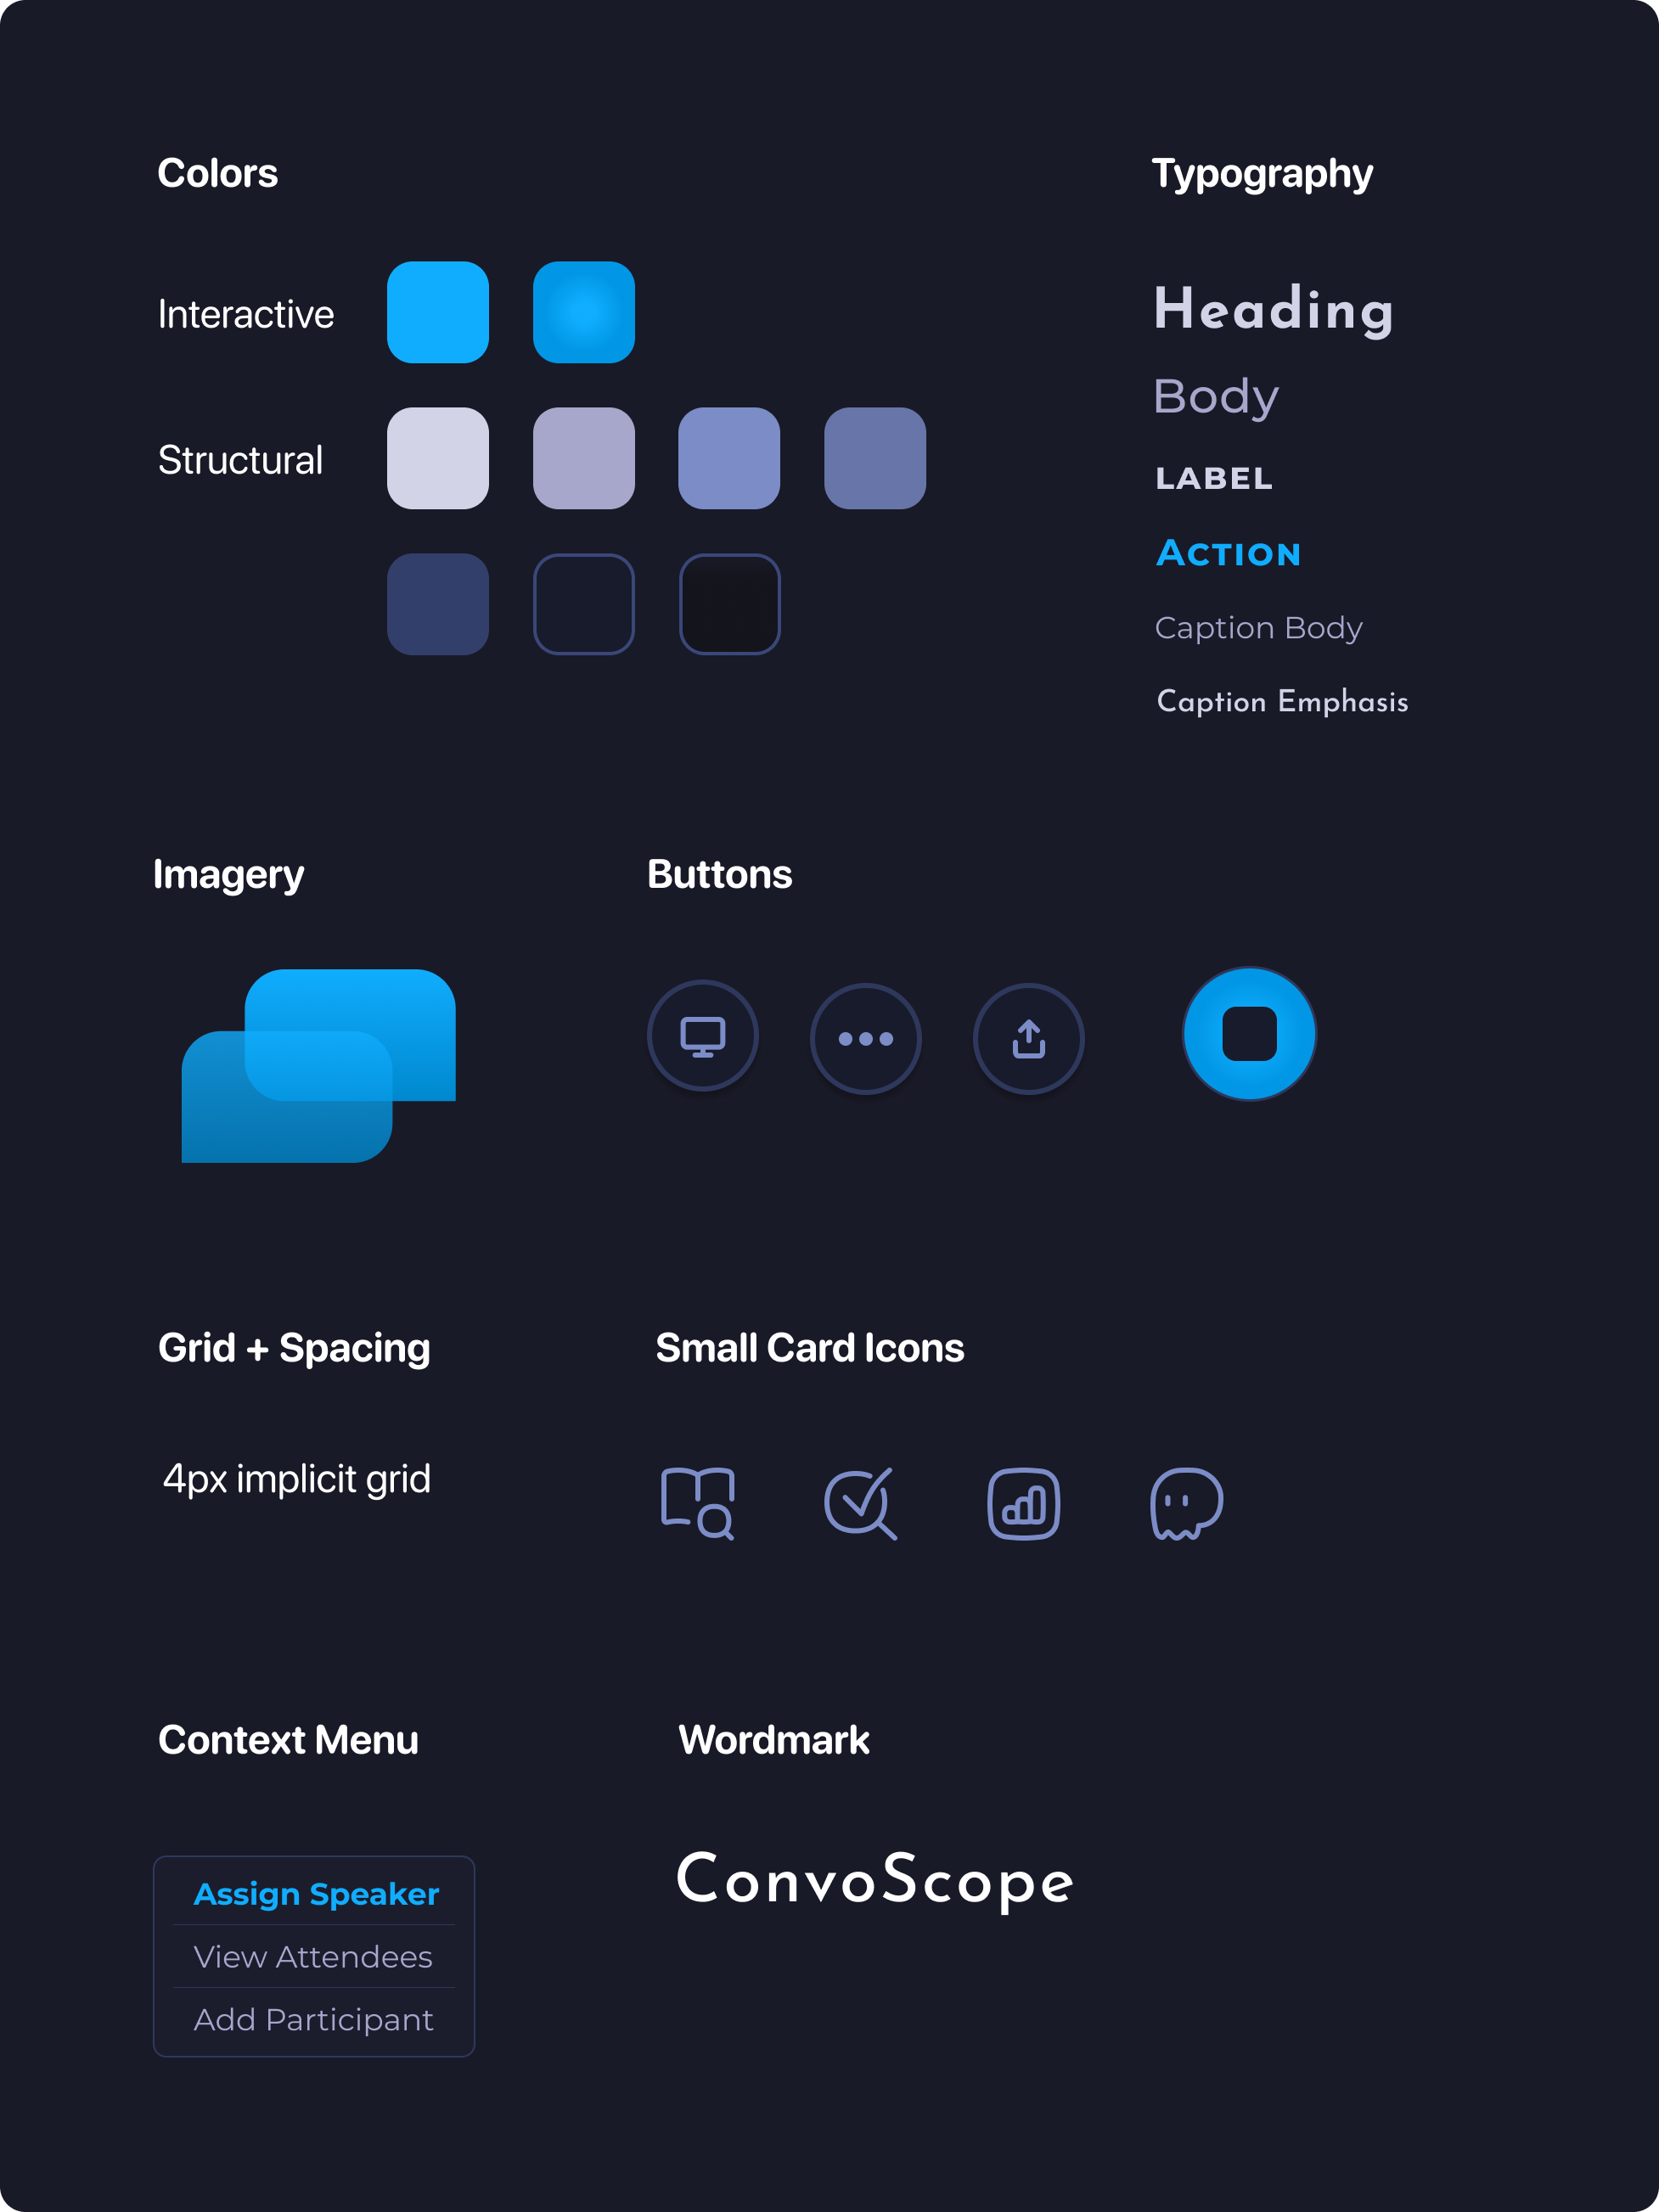 Colors
Interactive
Structural
Typography
Heading
Body
LABEL
Action
Caption Body
Caption Emphasis
Imagery
Buttons
Grid + Spacing
4px implicit grid
Small Card Icons
Context Menu
Assign Speaker
View Attendees
Add Participant
Wordmark
ConvoScope